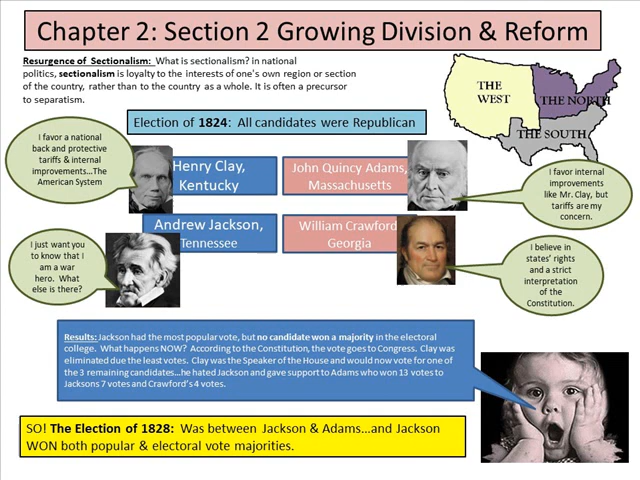 Chapter 2: Section 2 Growing Division & Reform
Resurgence of Sectionalism: What is sectionalism? in national
politics, sectionalism is loyalty to the interests of one's own region or section
of the country, rather than to the country as a whole. It is often a precursor
to separatism.
THE
WEST
THE NORTH
THE SOUTH
Election of 1824: All candidates were Republican
I favor a national
back and protective
tariffs & internal
improvements...The
American System
Henry Clay,
Kentucky
John Quincy Adams,
Massachusetts
I favor internal
improvements
like Mr. Clay, but
tariffs are my
concern.
Andrew Jackson,
Tennessee
William Crawford
Georgia
I just want you
to know that I
am a war
hero. What
else is there?
I believe in
states' rights
and a strict
interpretation
of the
Constitution.
Results: Jackson had the most popular vote, but no candidate won a majority in the electoral
college. What happens NOW? According to the Constitution, the vote goes to Congress. Clay was
eliminated due the least votes. Clay was the Speaker of the House and would now vote for one of
the 3 remaining candidates...he hated Jackson and gave support to Adams who won 13 votes to
Jacksons 7 votes and Crawford's 4 votes.
SO! The Election of 1828: Was between Jackson & Adams...and Jackson
WON both popular & electoral vote majorities.